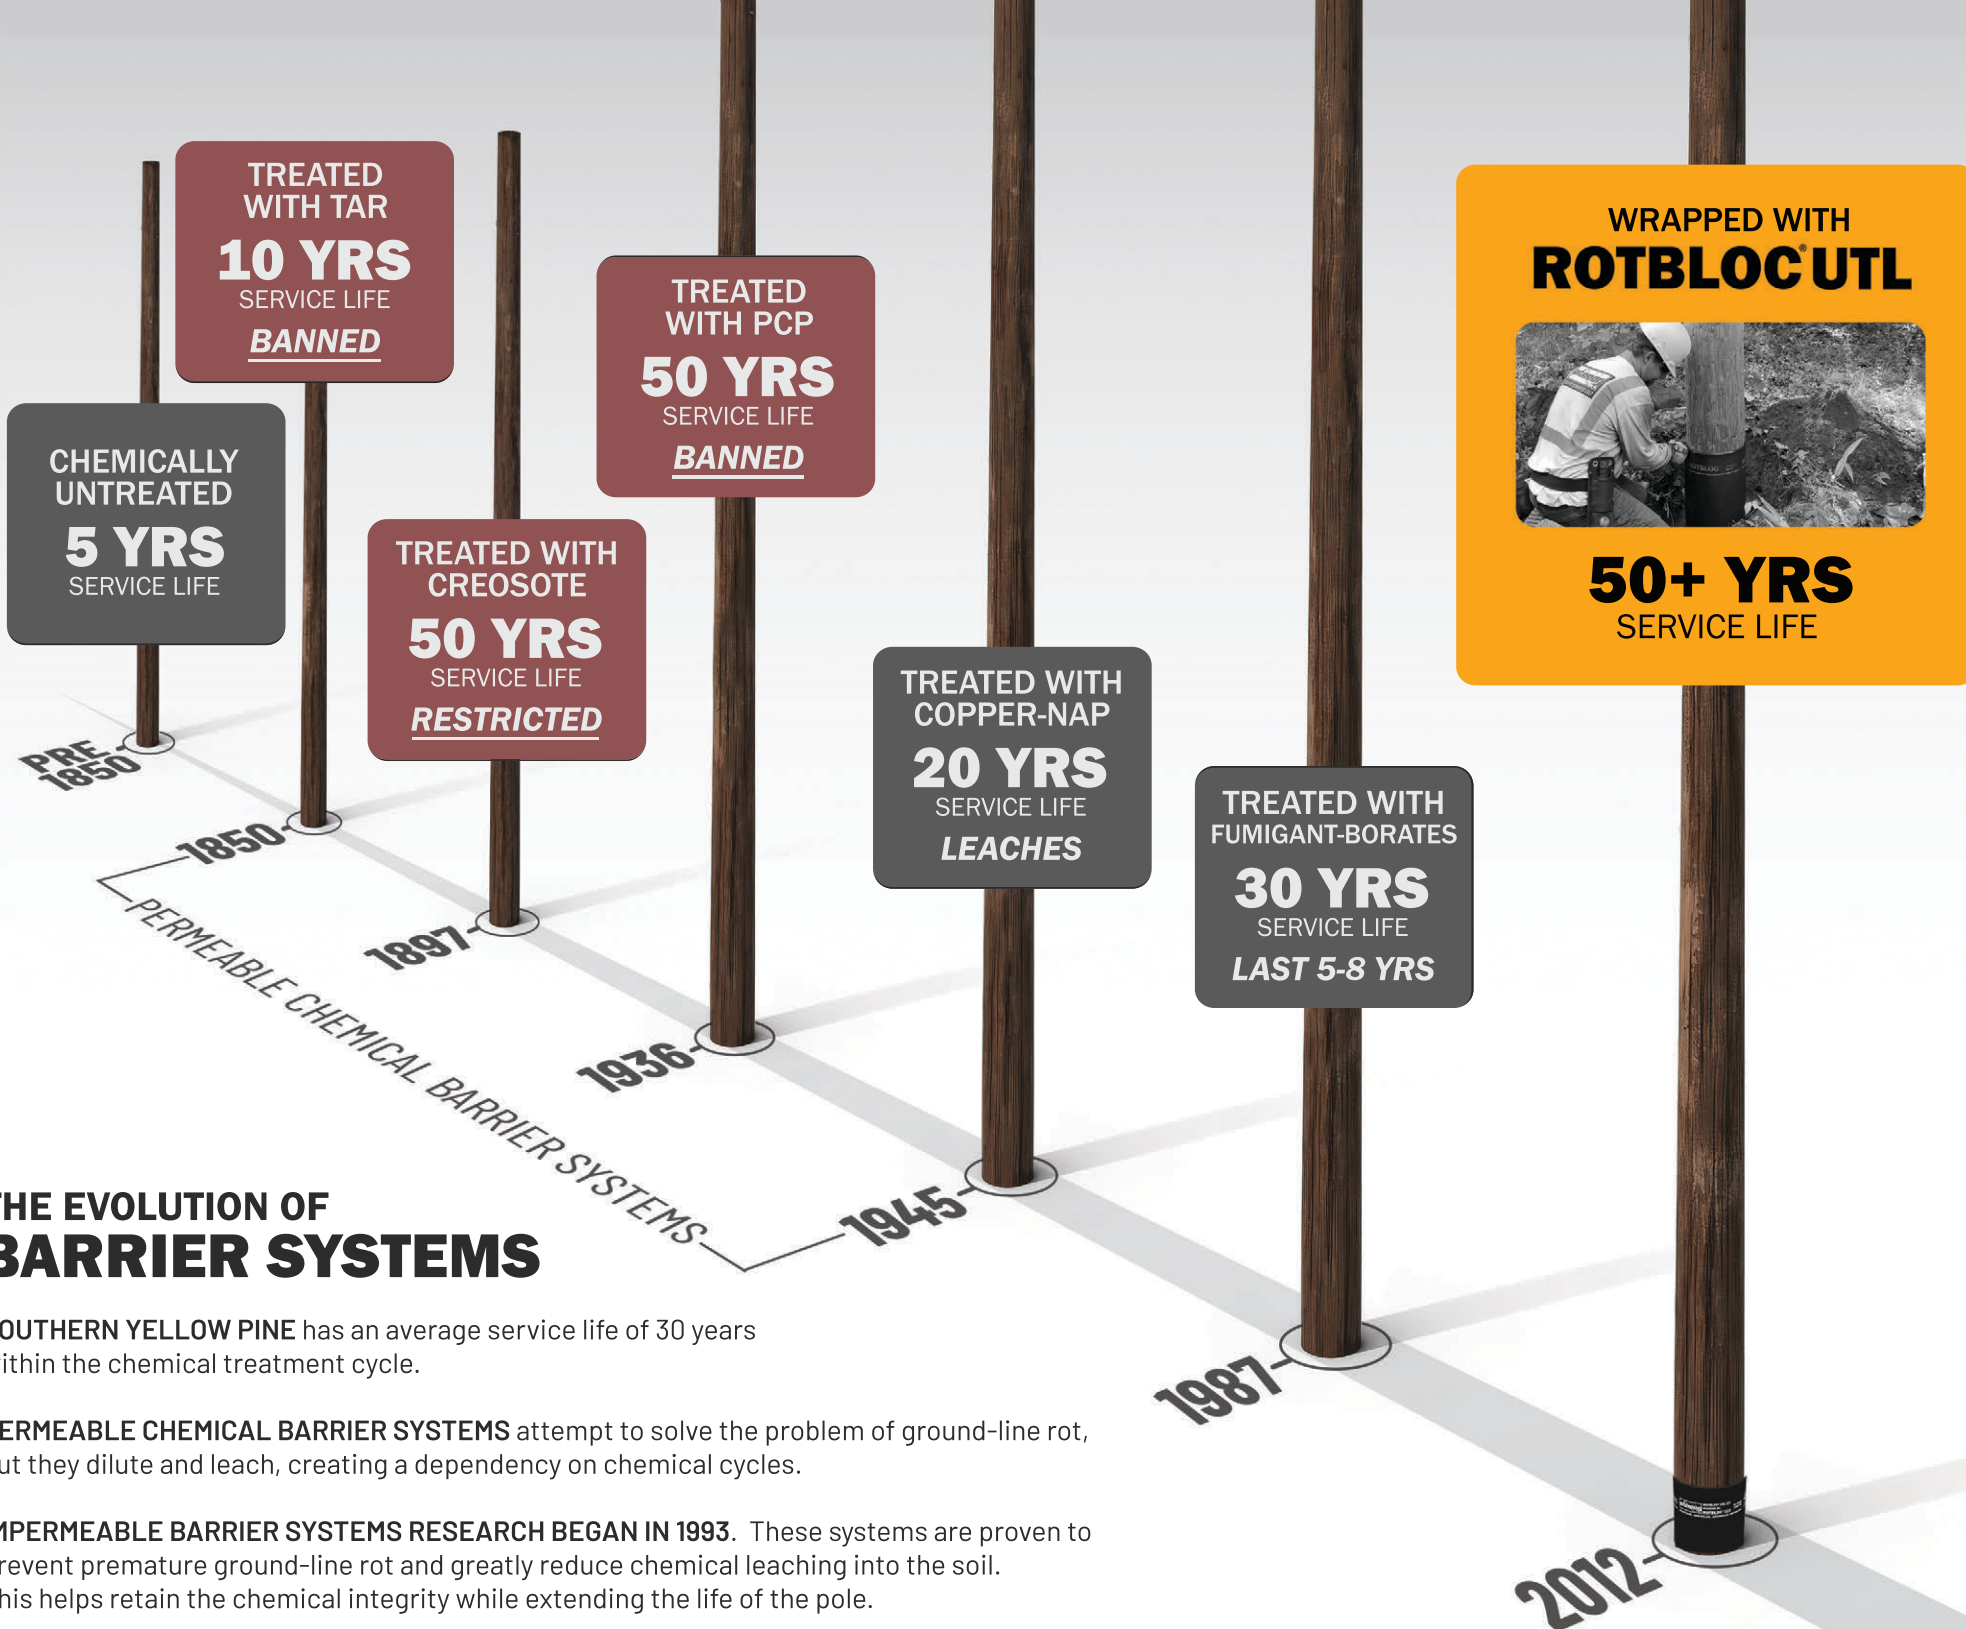 TREATED
WITH TAR
10 YRS
SERVICE LIFE
BANNED
CHEMICALLY
UNTREATED
5 YRS
SERVICE LIFE
TREATED WITH
CREOSOTE
50 YRS
SERVICE LIFE
RESTRICTED
TREATED
WITH PCP
50 YRS
SERVICE LIFE
BANNED
TREATED WITH
COPPER-NAP
20 YRS
SERVICE LIFE
LEACHES
TREATED WITH
FUMIGANT-BORATES
30 YRS
SERVICE LIFE
LAST 5-8 YRS
WRAPPED WITH
ROTBLOC® UTL
50+ YRS
SERVICE LIFE
PRE-
1850
1850
1897
1936
1945
1987
2012
PERMEABLE CHEMICAL BARRIER SYSTEMS
THE EVOLUTION OF
BARRIER SYSTEMS
OUTHERN YELLOW PINE has an average service life of 30 years
ithin the chemical treatment cycle.
ERMEABLE CHEMICAL BARRIER SYSTEMS attempt to solve the problem of ground-line rot,
ut they dilute and leach, creating a dependency on chemical cycles.
MPERMEABLE BARRIER SYSTEMS RESEARCH BEGAN IN 1993. These systems are proven to
revent premature ground-line rot and greatly reduce chemical leaching into the soil.
his helps retain the chemical integrity while extending the life of the pole.